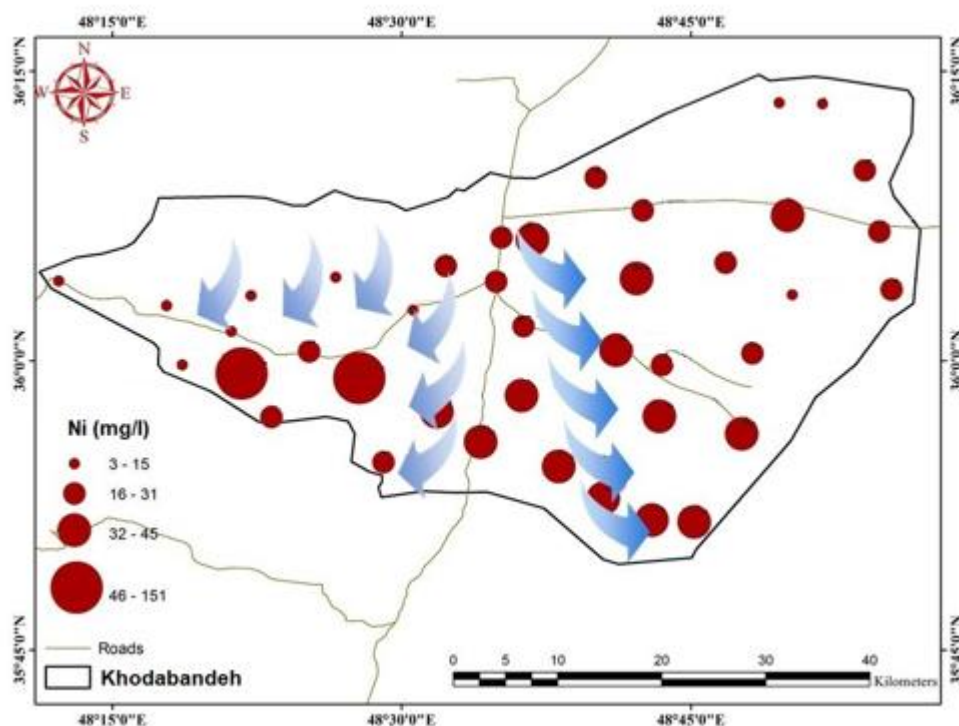 48°15'0"E 48°30'0"E 48°45'0"E
36°15'0"N 36°15'0"N
N
W E
S
36°0'0"N 36°0'0"N
Ni (mg/l)
3 - 15
16 - 31
32 - 45
46 - 151
Roads
Khodabandeh
35°45'0"N 35°45'0"N
0 5 10 20 30 40
Kilometers
48°15'0"E 48°30'0"E 48°45'0"E